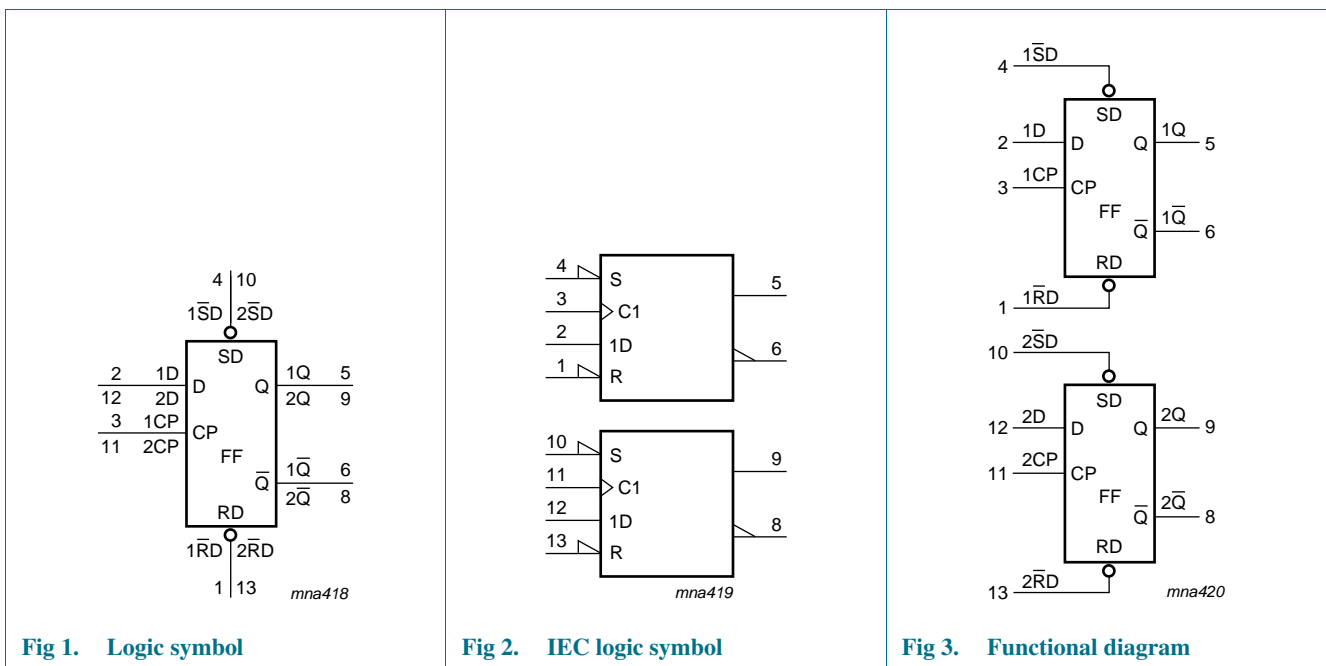 4 10
1S̅D 2S̅D
SD
2 1D D Q 1Q 5
12 2D 2Q 9
3 1CP CP
11 2CP
FF
Q̅ 1Q̅ 6
2Q̅ 8
RD
1R̅D 2R̅D
1 13
mna418
Fig 1. Logic symbol
4 S 5
3 C1
2 1D 6
1 R
10 S 9
11 C1
12 1D 8
13 R
mna419
Fig 2. IEC logic symbol
4 1S̅D
SD
2 1D D Q 1Q 5
3 1CP CP
FF
Q̅ 1Q̅ 6
RD
1 1R̅D
10 2S̅D
SD
12 2D D Q 2Q 9
11 2CP CP
FF
Q̅ 2Q̅ 8
RD
13 2R̅D
mna420
Fig 3. Functional diagram